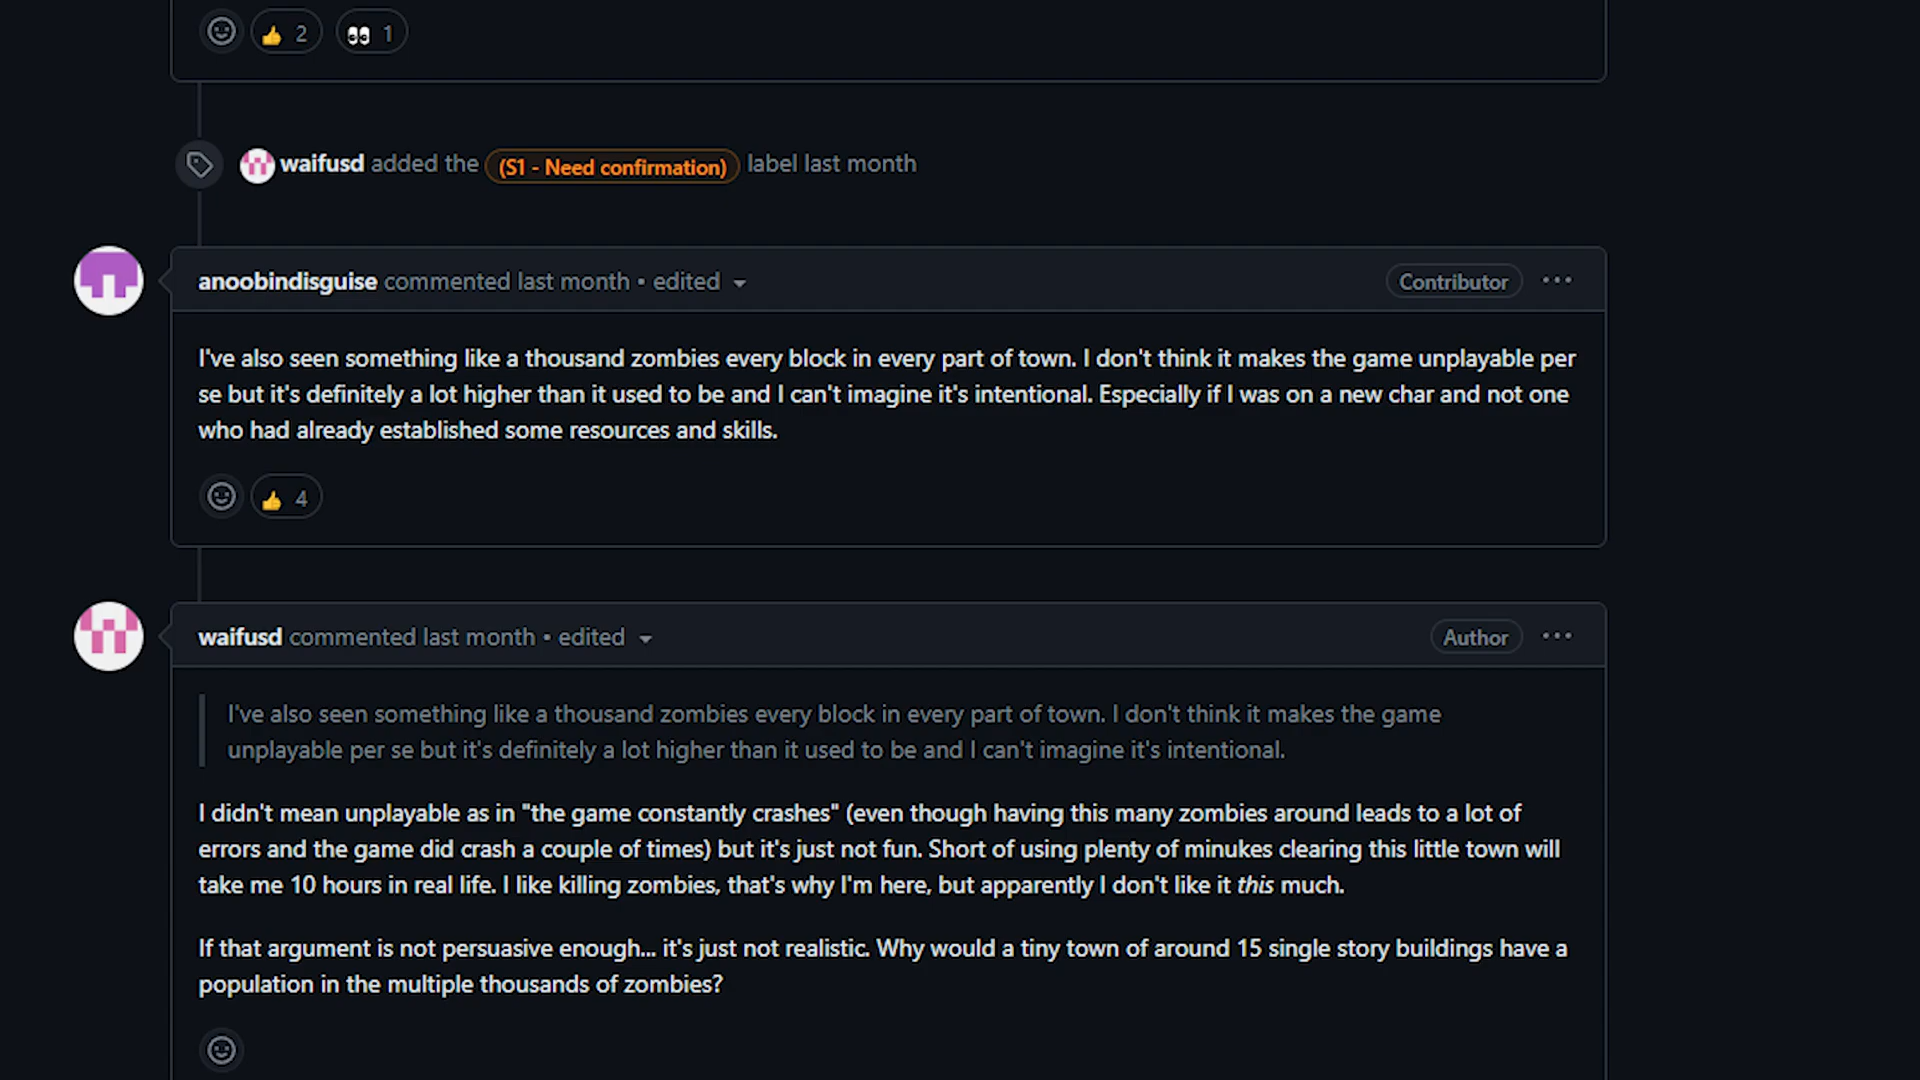 2 1
waifusd added the (S1 - Need confirmation) label last month
anoobindisguise commented last month • edited Contributor
I've also seen something like a thousand zombies every block in every part of town. I don't think it makes the game unplayable per
se but it's definitely a lot higher than it used to be and I can't imagine it's intentional. Especially if I was on a new char and not one
who had already established some resources and skills.
4
waifusd commented last month • edited Author
I've also seen something like a thousand zombies every block in every part of town. I don't think it makes the game
unplayable per se but it's definitely a lot higher than it used to be and I can't imagine it's intentional.
I didn't mean unplayable as in "the game constantly crashes" (even though having this many zombies around leads to a lot of
errors and the game did crash a couple of times) but it's just not fun. Short of using plenty of minukes clearing this little town will
take me 10 hours in real life. I like killing zombies, that's why I'm here, but apparently I don't like it this much.
If that argument is not persuasive enough... it's just not realistic. Why would a tiny town of around 15 single story buildings have a
population in the multiple thousands of zombies?